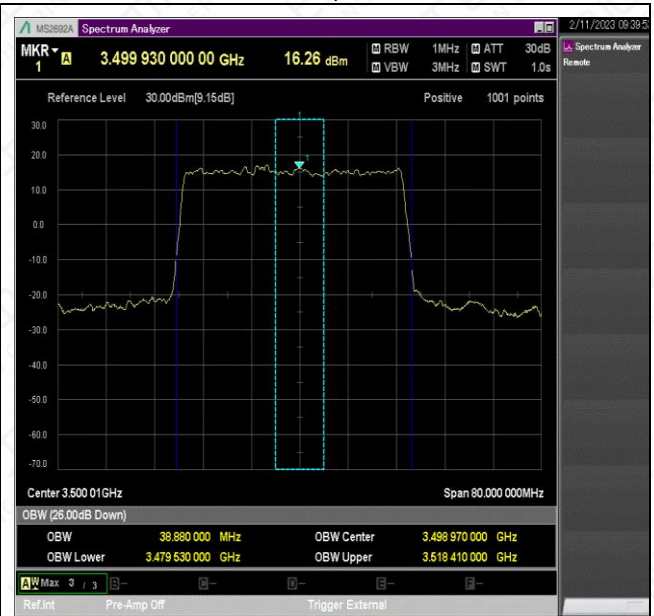 MS2692A Spectrum Analyzer
2/11/2023 09:39:5
MKR 1 A 3.499 930 000 00 GHz 16.26 dBm
M RBW 1MHz M ATT 30dB
M VBW 3MHz M SWT 1.0s
Spectrum Analyzer
Remote
Reference Level 30.00dBm[9.15dB] Positive 1001 points
1
30.0
20.0
1
10.0
0.0
-10.0
-20.0
-30.0
-40.0
-50.0
-60.0
-70.0
Center 3.500 01GHz Span 80.000 000MHz
OBW (26.00dB Down)
OBW 38.880 000 MHz OBW Center 3.498 970 000 GHz
OBW Lower 3.479 530 000 GHz OBW Upper 3.518 410 000 GHz
A W Max 3 / 3 B- C- D- E- F-
Ref.Int Pre-Amp Off Trigger External